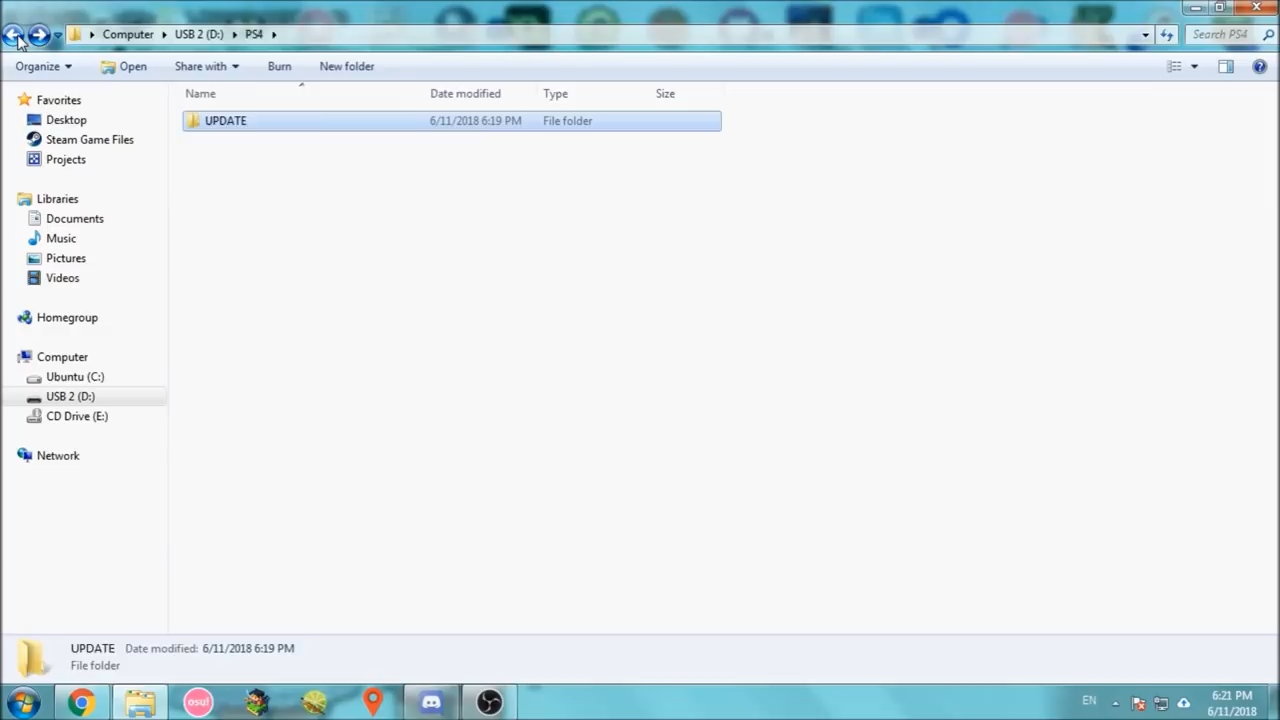 Computer USB 2 (D:) PS4 Search PS4
Organize Open Share with Burn New folder
Name Date modified Type Size
UPDATE 6/11/2018 6:19 PM File folder
Favorites
Desktop
Steam Game Files
Projects
Libraries
Documents
Music
Pictures
Videos
Homegroup
Computer
Ubuntu (C:)
USB 2 (D:)
CD Drive (E:)
Network
UPDATE Date modified: 6/11/2018 6:19 PM
File folder
osu!
EN
6:21 PM
6/11/2018